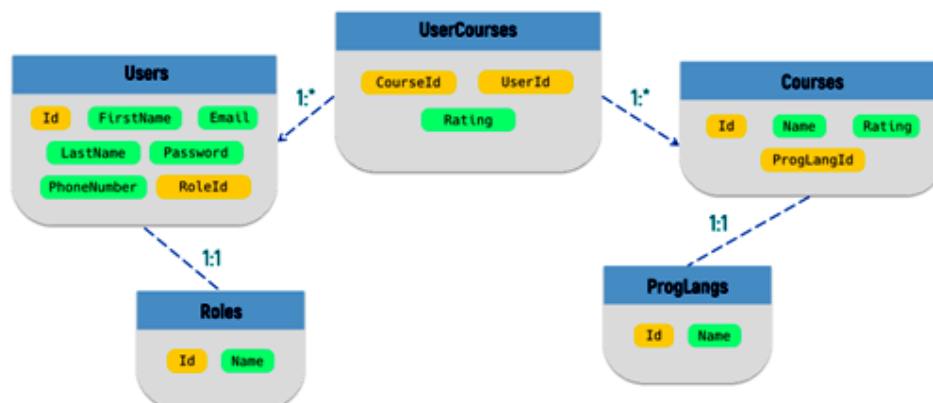 UserCourses
CourseId UserId
Rating
Users
Id FirstName Email
LastName Password
PhoneNumber RoleId
1:*
1:*
Courses
Id Name Rating
ProgLangId
1:1
1:1
Roles
Id Name
ProgLangs
Id Name